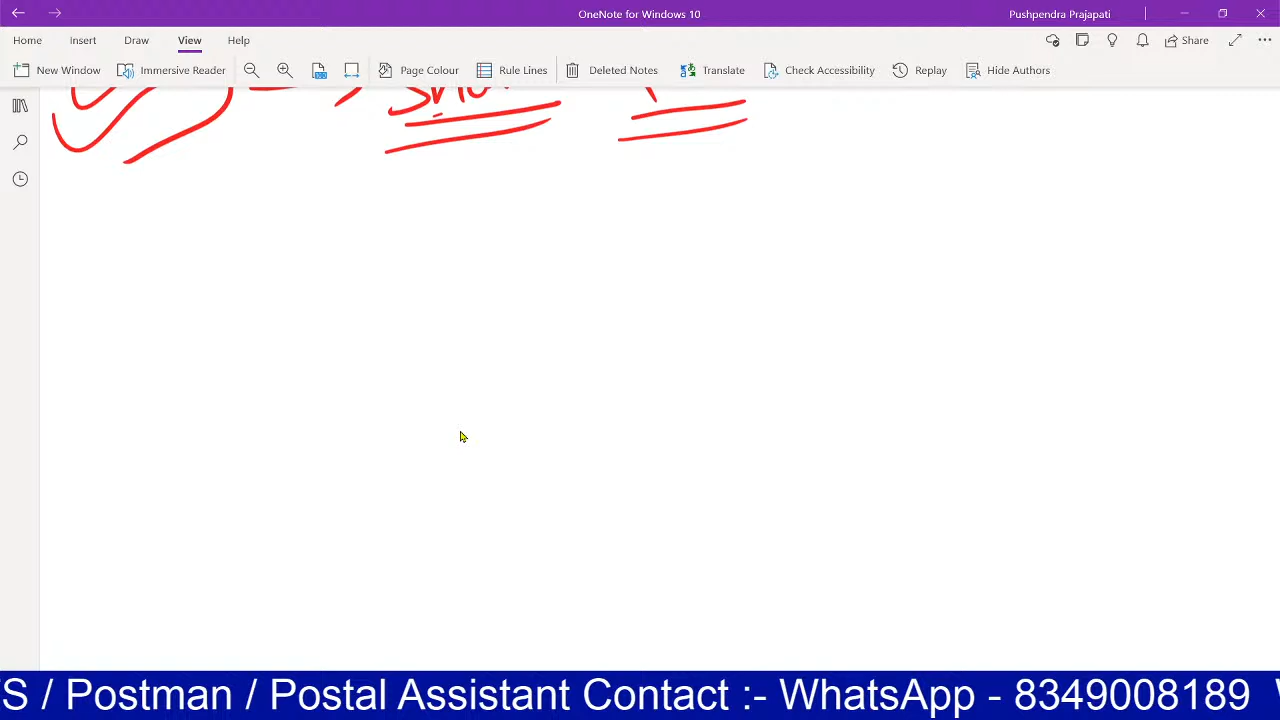 OneNote for Windows 10
Pushpendra Prajapati
Home Insert Draw View Help
Share
New Window Immersive Reader Page Colour Rule Lines Deleted Notes Translate Check Accessibility Replay Hide Authors
S / Postman / Postal Assistant Contact :- WhatsApp - 8349008189